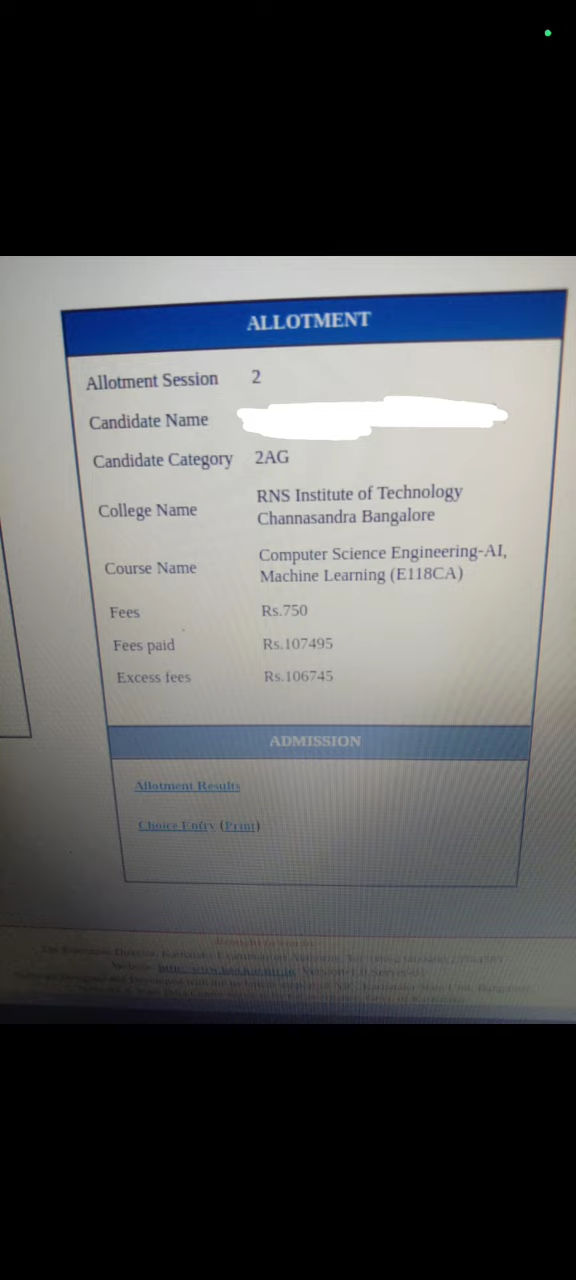 ALLOTMENT
Allotment Session 2
Candidate Name
Candidate Category 2AG
College Name RNS Institute of Technology
Channasandra Bangalore
Course Name Computer Science Engineering-AI,
Machine Learning (E118CA)
Fees Rs.750
Fees paid Rs.107495
Excess fees Rs.106745
ADMISSION
Allotment Results
Choice Entry (Print)